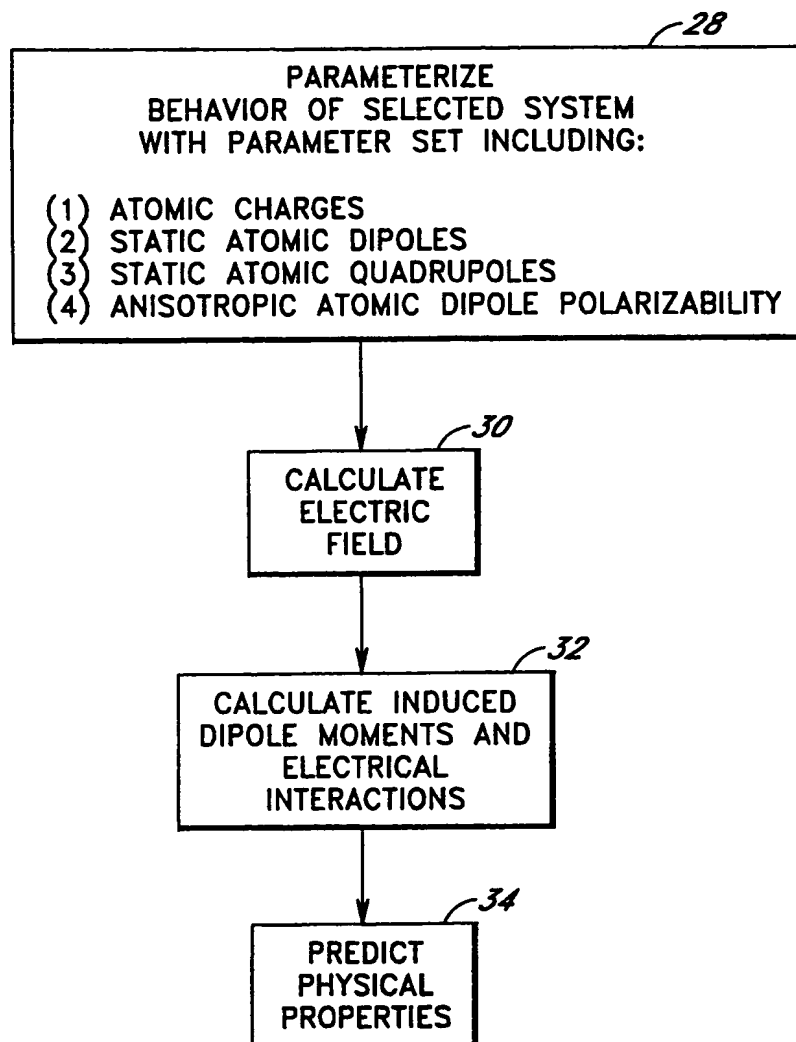 28
PARAMETERIZE
BEHAVIOR OF SELECTED SYSTEM
WITH PARAMETER SET INCLUDING:
(1) ATOMIC CHARGES
(2) STATIC ATOMIC DIPOLES
(3) STATIC ATOMIC QUADRUPOLES
(4) ANISOTROPIC ATOMIC DIPOLE POLARIZABILITY
30
CALCULATE
ELECTRIC
FIELD
32
CALCULATE INDUCED
DIPOLE MOMENTS AND
ELECTRICAL
INTERACTIONS
34
PREDICT
PHYSICAL
PROPERTIES